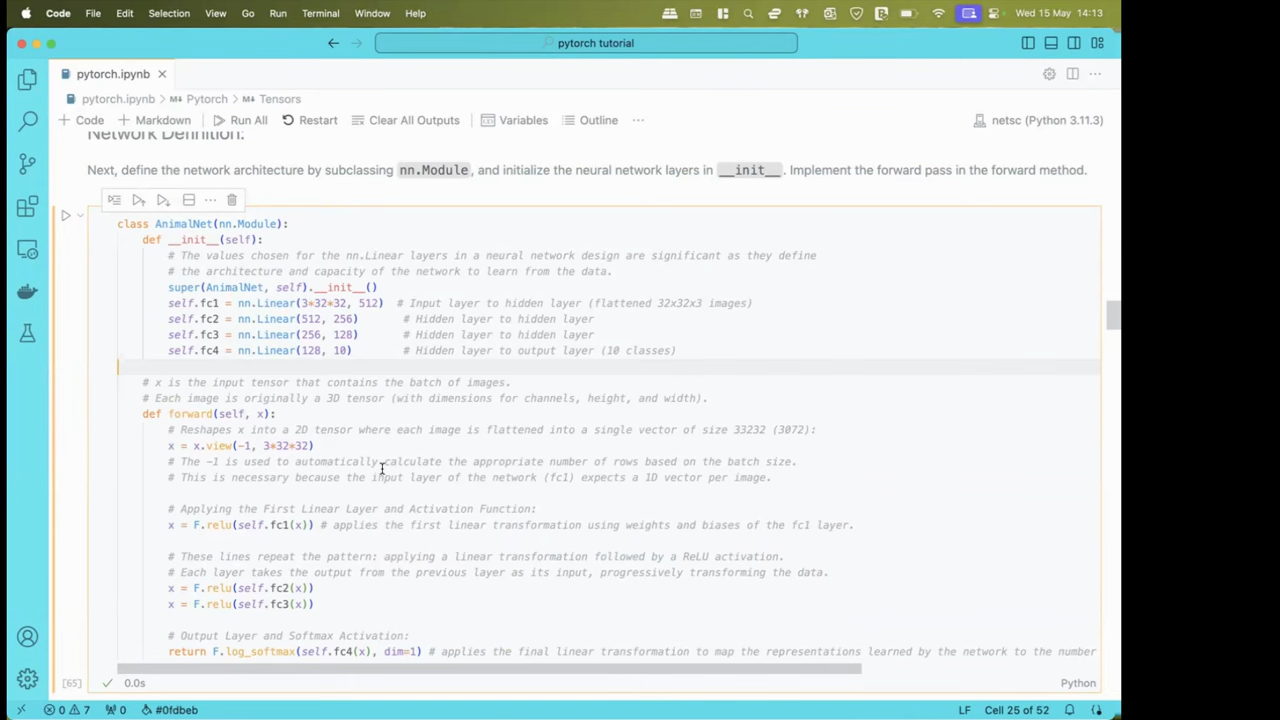 Code File Edit Selection View Go Run Terminal Window Help Wed 15 May 14:13
pytorch tutorial
pytorch.ipynb
pytorch.ipynb > Pytorch > Tensors
+ Code + Markdown Run All Restart Clear All Outputs Variables Outline ... netsc (Python 3.11.3)
Network Definition:
Next, define the network architecture by subclassing nn.Module, and initialize the neural network layers in __init__. Implement the forward pass in the forward method.
class AnimalNet(nn.Module):
def __init__(self):
# The values chosen for the nn.Linear layers in a neural network design are significant as they define
# the architecture and capacity of the network to learn from the data.
super(AnimalNet, self).__init__()
self.fc1 = nn.Linear(3*32*32, 512) # Input layer to hidden layer (flattened 32x32x3 images)
self.fc2 = nn.Linear(512, 256) # Hidden layer to hidden layer
self.fc3 = nn.Linear(256, 128) # Hidden layer to hidden layer
self.fc4 = nn.Linear(128, 10) # Hidden layer to output layer (10 classes)
# x is the input tensor that contains the batch of images.
# Each image is originally a 3D tensor (with dimensions for channels, height, and width).
def forward(self, x):
# Reshapes x into a 2D tensor where each image is flattened into a single vector of size 33232 (3072):
x = x.view(-1, 3*32*32)
# The -1 is used to automatically calculate the appropriate number of rows based on the batch size.
# This is necessary because the input layer of the network (fc1) expects a 1D vector per image.
# Applying the First Linear Layer and Activation Function:
x = F.relu(self.fc1(x)) # applies the first linear transformation using weights and biases of the fc1 layer.
# These lines repeat the pattern: applying a linear transformation followed by a ReLU activation.
# Each layer takes the output from the previous layer as its input, progressively transforming the data.
x = F.relu(self.fc2(x))
x = F.relu(self.fc3(x))
# Output Layer and Softmax Activation:
return F.log_softmax(self.fc4(x), dim=1) # applies the final linear transformation to map the representations learned by the network to the number
[65] 0.0s Python
0 7 0 #0fdbeb LF Cell 25 of 52